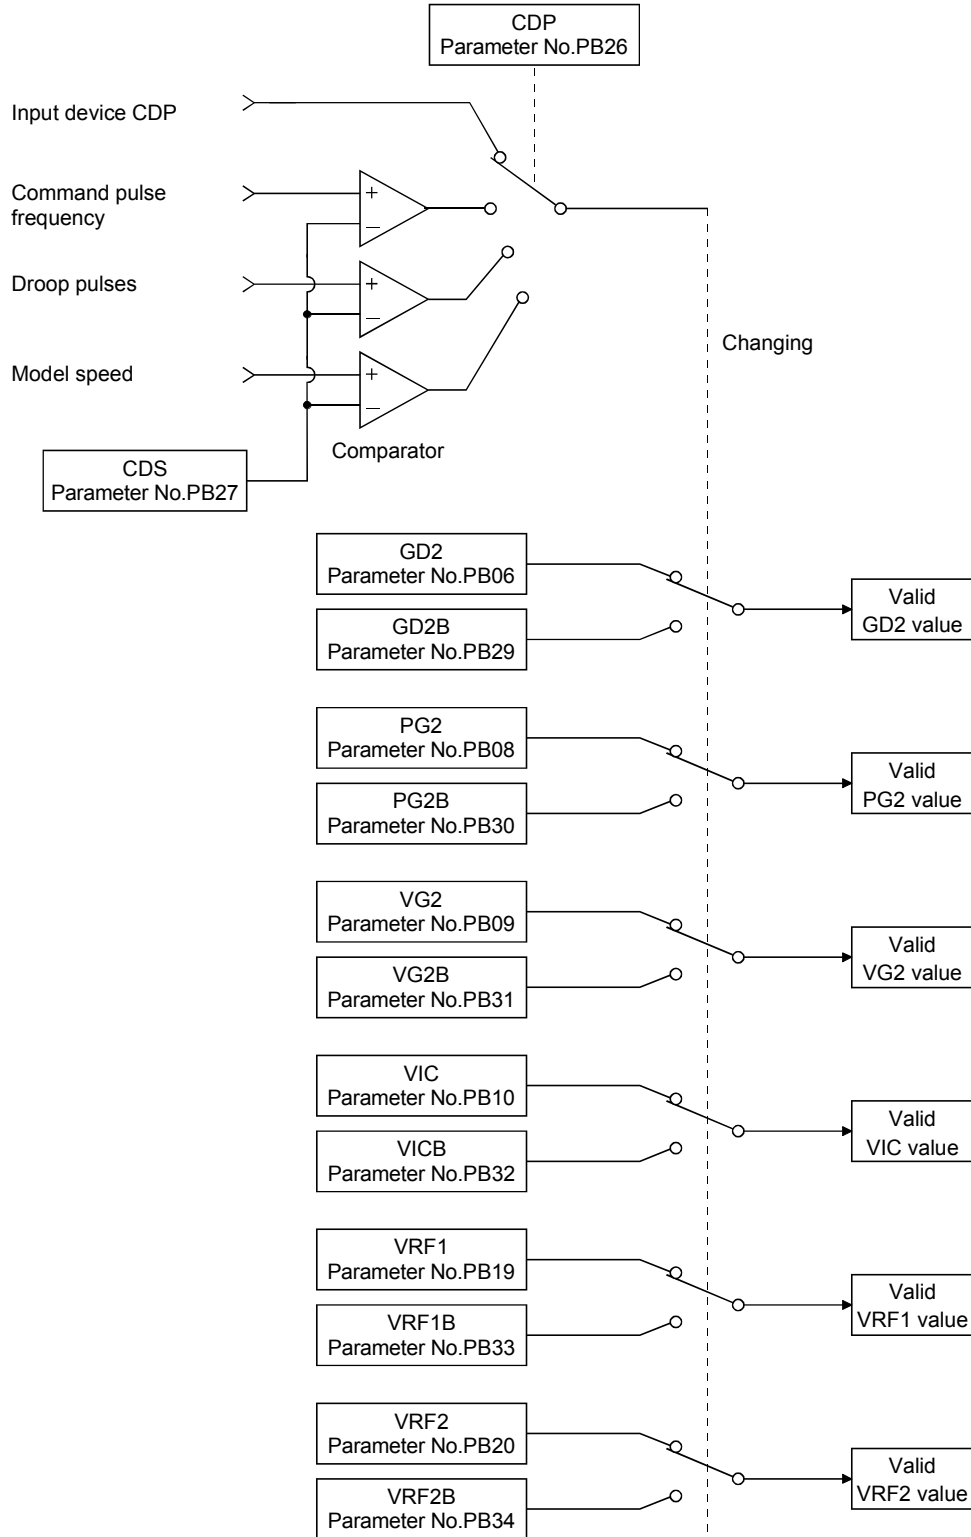 CDP
Parameter No.PB26
Input device CDP
Command pulse
frequency
+
−
Droop pulses
+
−
Changing
Model speed
+
−
Comparator
CDS
Parameter No.PB27
GD2
Parameter No.PB06
Valid
GD2 value
GD2B
Parameter No.PB29
PG2
Parameter No.PB08
Valid
PG2 value
PG2B
Parameter No.PB30
VG2
Parameter No.PB09
Valid
VG2 value
VG2B
Parameter No.PB31
VIC
Parameter No.PB10
Valid
VIC value
VICB
Parameter No.PB32
VRF1
Parameter No.PB19
Valid
VRF1 value
VRF1B
Parameter No.PB33
VRF2
Parameter No.PB20
Valid
VRF2 value
VRF2B
Parameter No.PB34